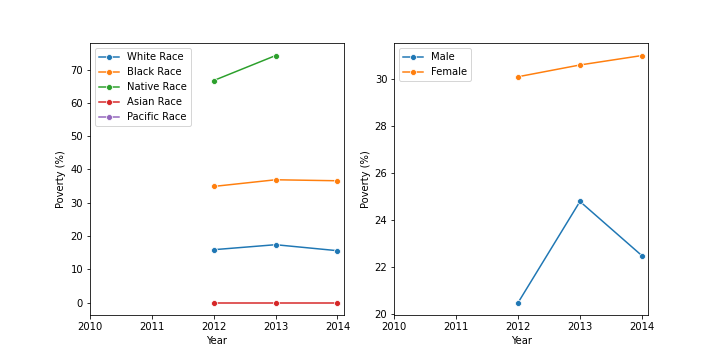 White Race
Black Race
Native Race
Asian Race
Pacific Race
70
60
50
40
30
20
10
0
Poverty (%)
2010 2011 2012 2013 2014
Year
Male
Female
30
28
26
24
22
20
Poverty (%)
2010 2011 2012 2013 2014
Year